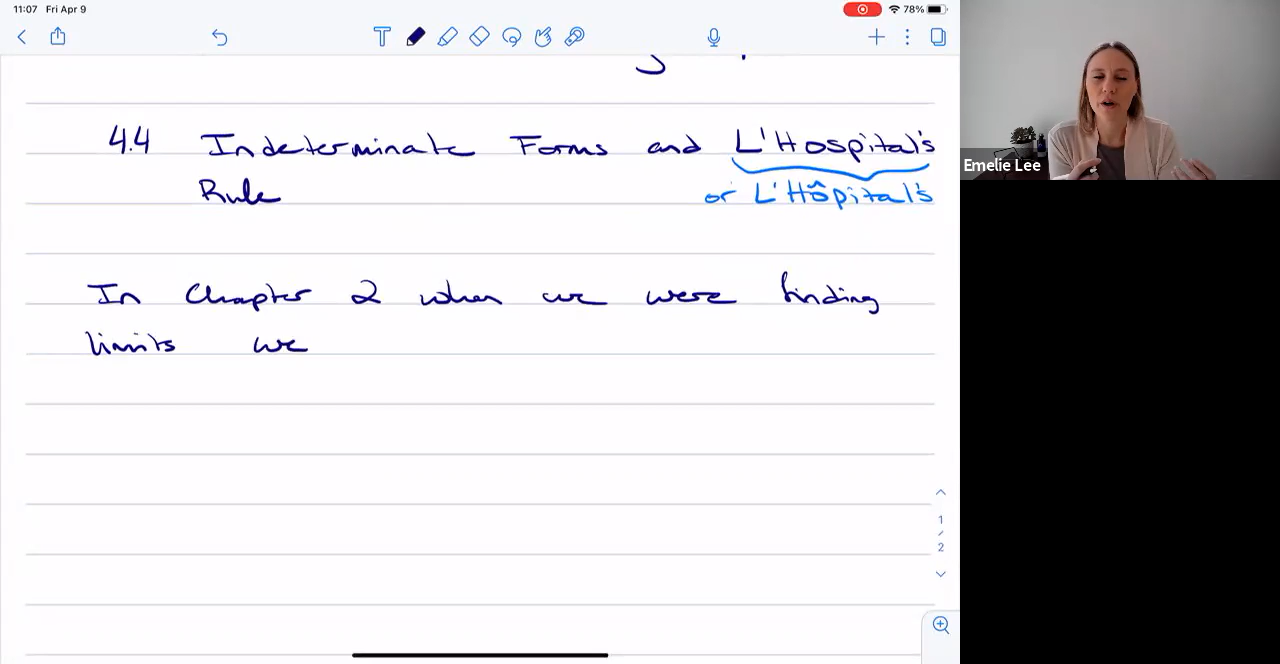 11:07 Fri Apr 9
78%
4.4 Indeterminate Forms and L'Hospital's
Rule
or L'Hôpital's
In Chapter 2 when we were finding
limits we
Emelie Lee
1
2